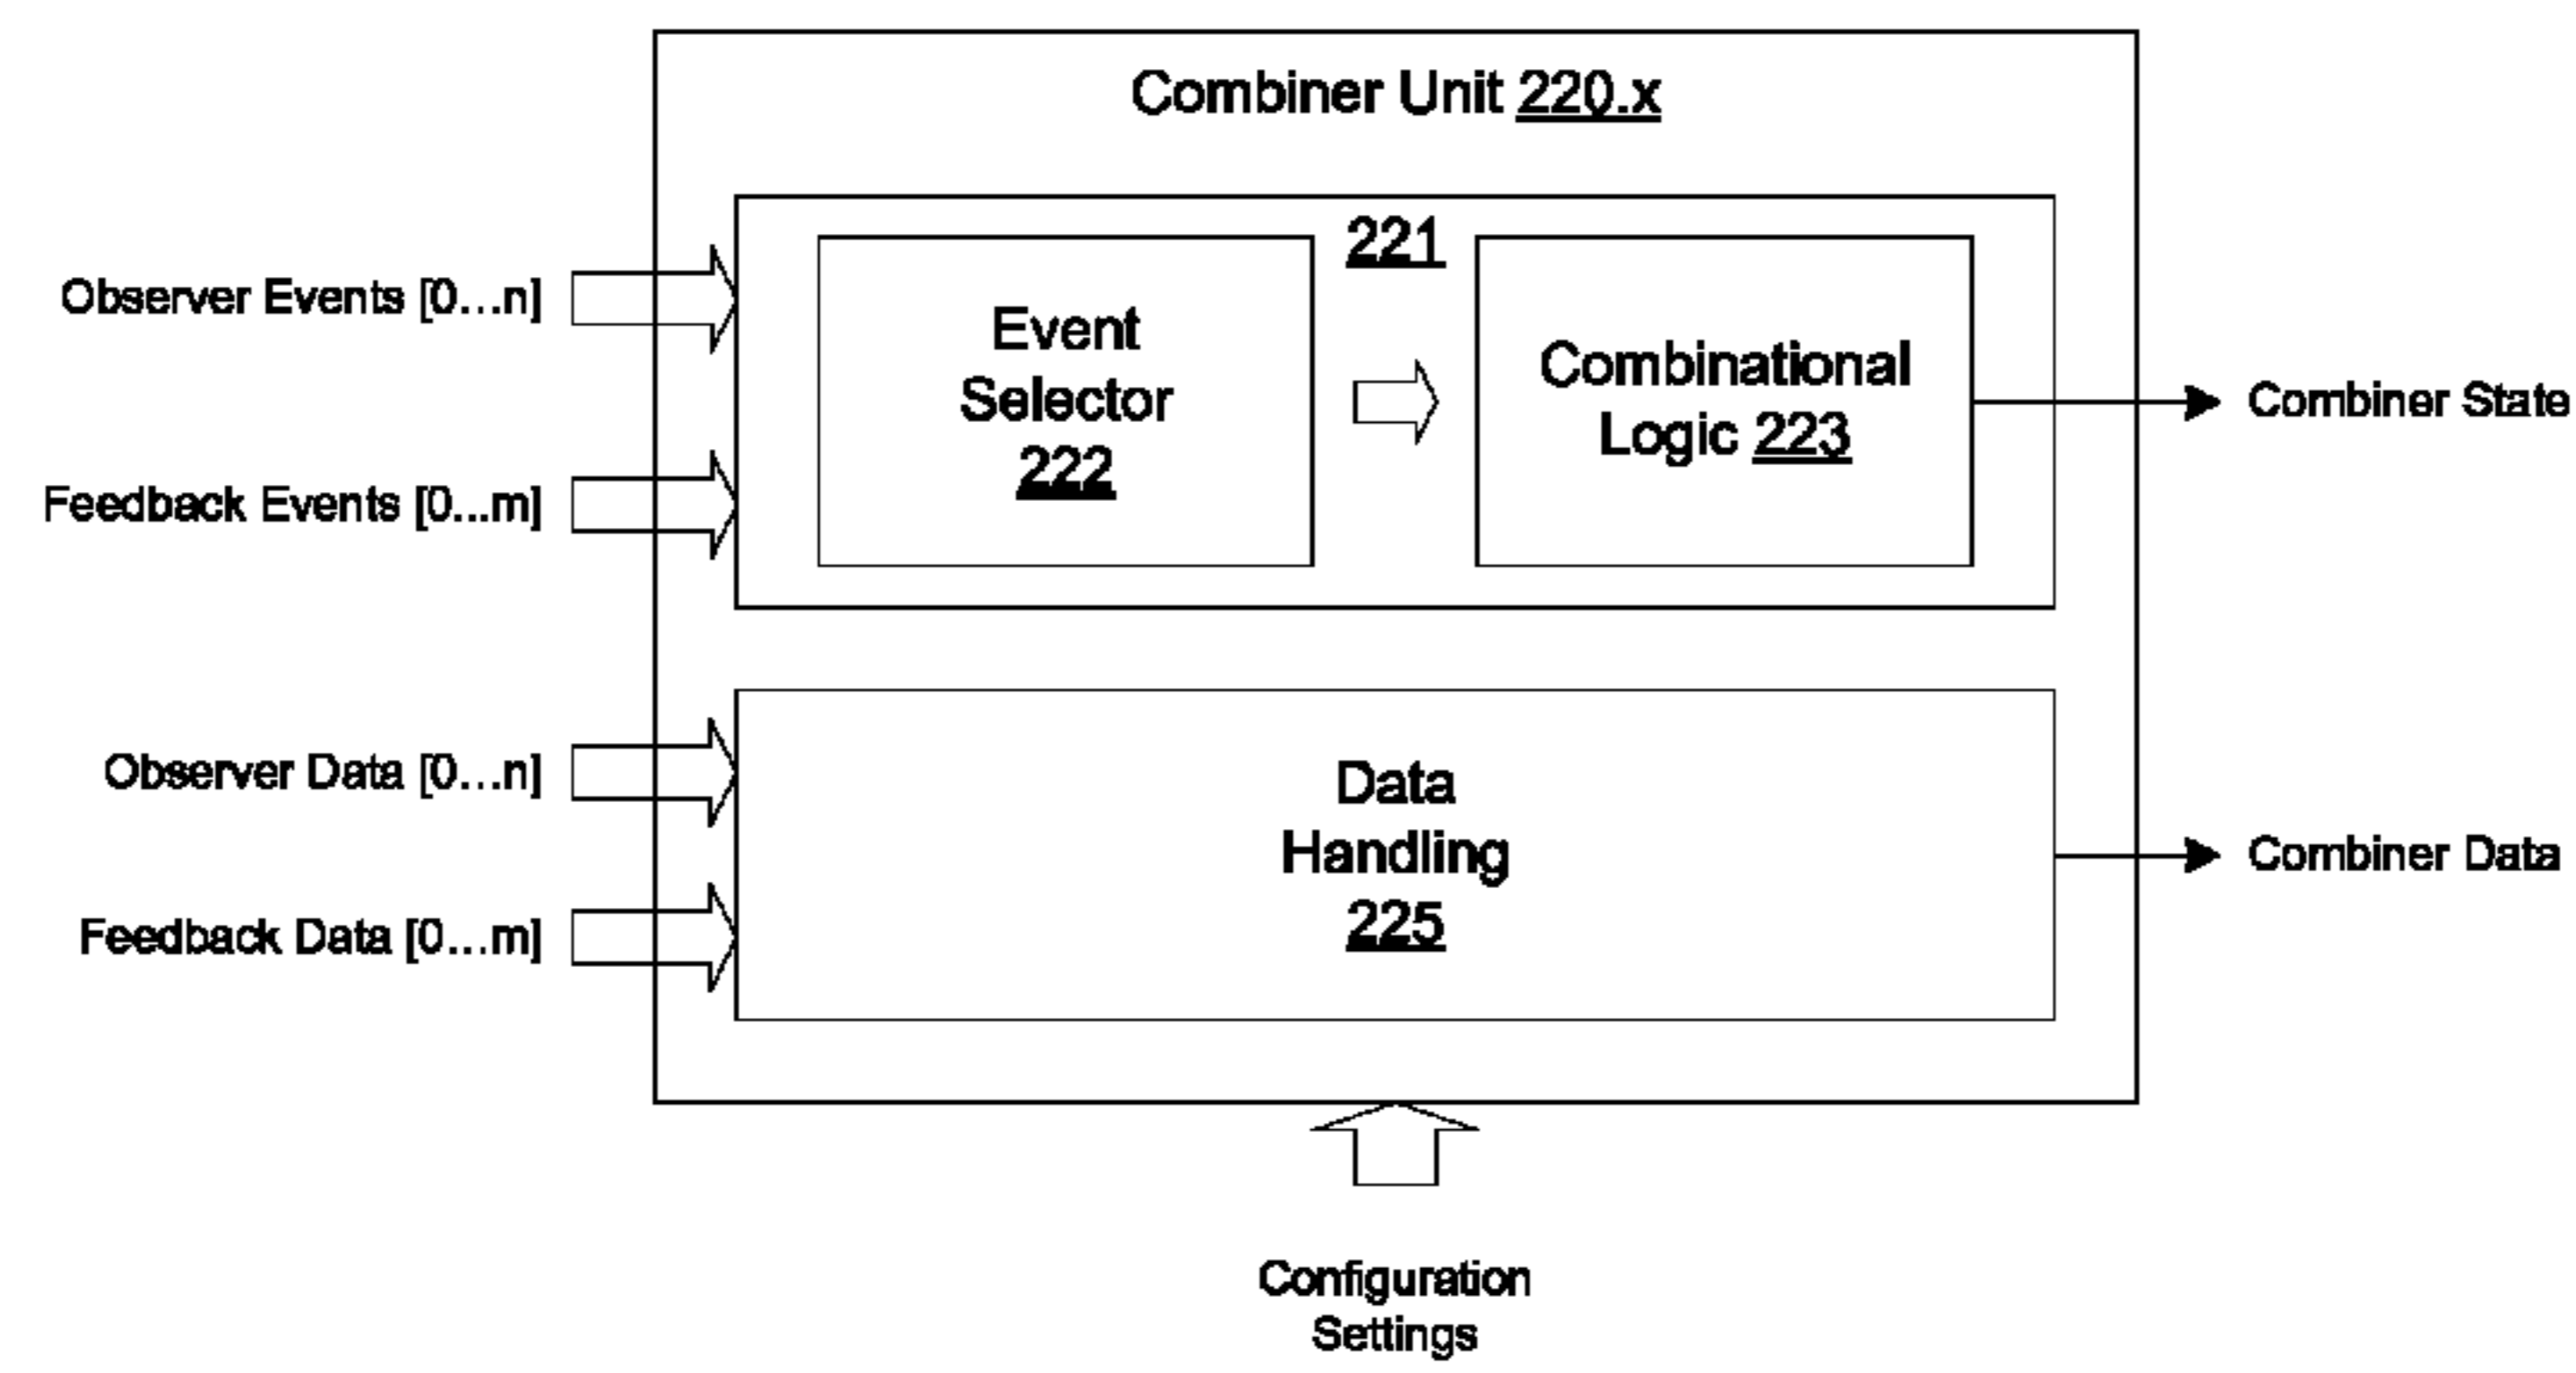 Combiner Unit 220.x
221
Observer Events [0...n]
Event
Selector
222
Combinational
Logic 223
Combiner State
Feedback Events [0...m]
Observer Data [0...n]
Data
Handling
225
Combiner Data
Feedback Data [0...m]
Configuration
Settings